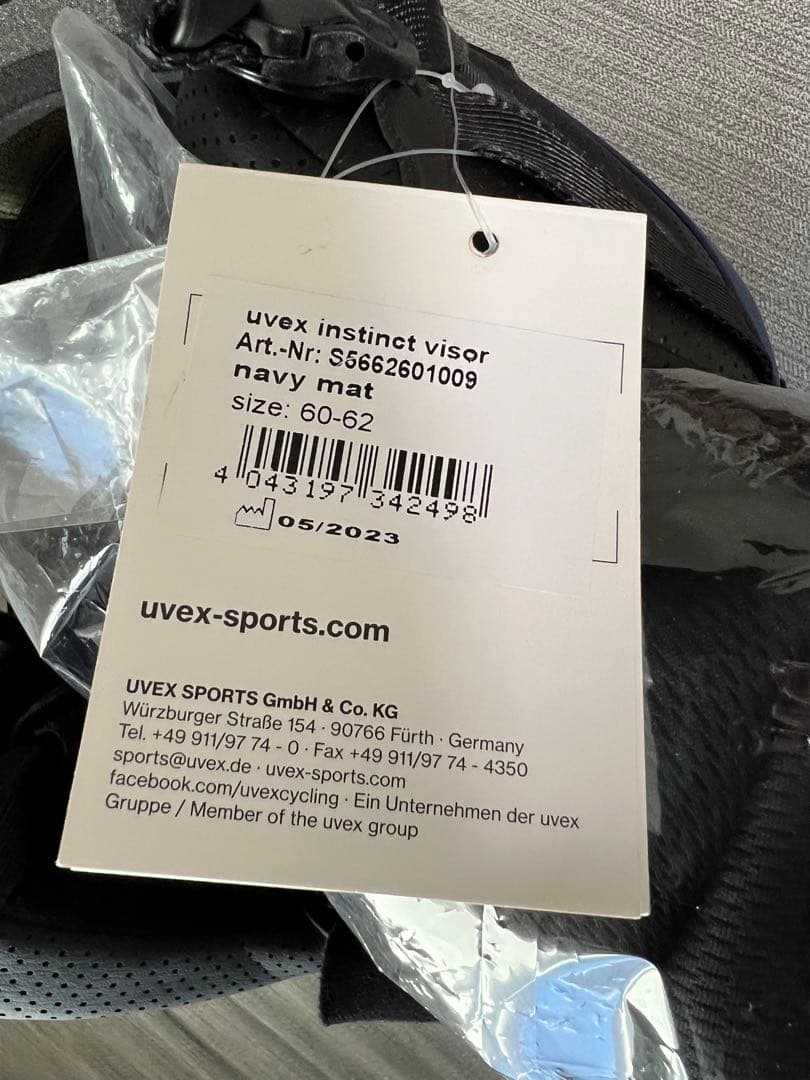 uvex instinct visor
Art.-Nr: S5662601009
navy mat
size: 60-62
4 043197 342498
05/2023
uvex-sports.com
UVEX SPORTS GmbH & Co. KG
Würzburger Straße 154 · 90766 Fürth · Germany
Tel. +49 911/97 74 - 0 · Fax +49 911/97 74 - 4350
sports@uvex.de · uvex-sports.com
facebook.com/uvexcycling · Ein Unternehmen der uvex
Gruppe / Member of the uvex group